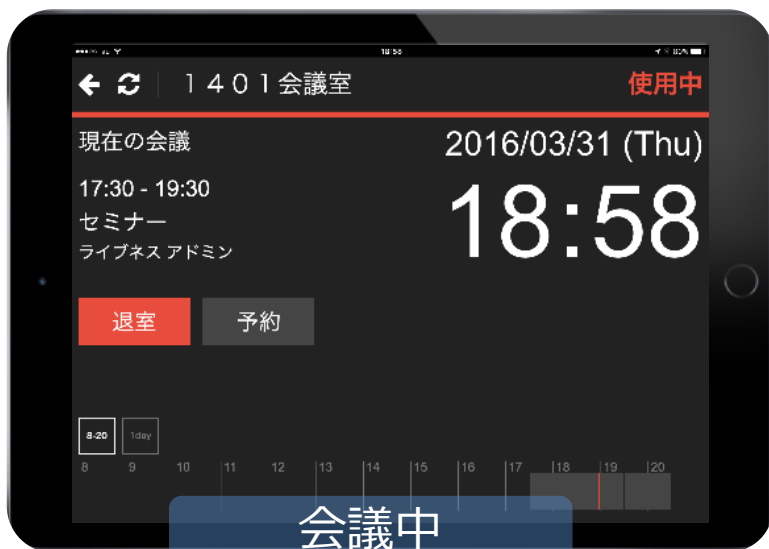 18:58
82%
１４０１会議室
使用中
現在の会議
2016/03/31 (Thu)
17:30 - 19:30
18:58
セミナー
ライブネス アドミン
退室
予約
8-20
1day
8 9 10 11 12 13 14 15 16 17 18 19 20
会議中